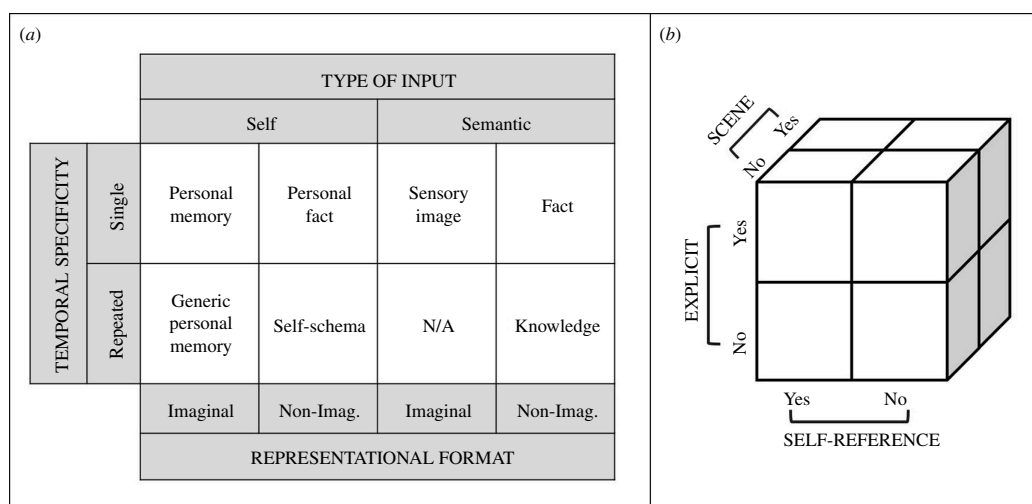 (a)
TYPE OF INPUT
Self Semantic
TEMPORAL SPECIFICITY
Single
Personal memory
Personal fact
Sensory image
Fact
Repeated
Generic personal memory
Self-schema
N/A
Knowledge
Imaginal Non-Imag. Imaginal Non-Imag.
REPRESENTATIONAL FORMAT
(b)
SCENE
Yes
No
EXPLICIT
Yes
No
Yes No
SELF-REFERENCE